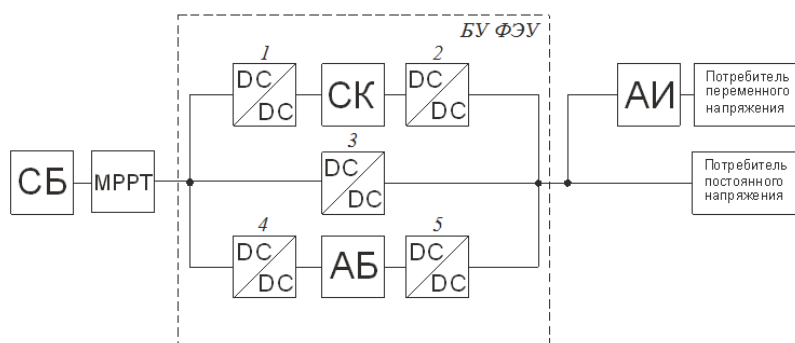 БУ ФЭУ
1
DC
DC
СК
2
DC
DC
АИ
Потребитель
переменного
напряжения
СБ
МРРТ
3
DC
DC
Потребитель
постоянного
напряжения
4
DC
DC
АБ
5
DC
DC